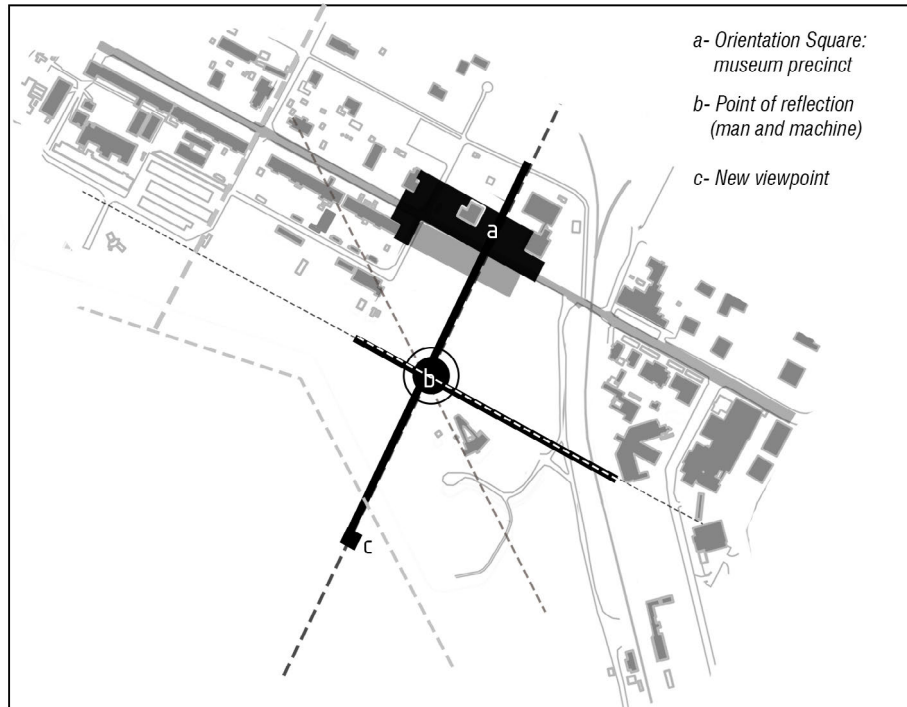 a- Orientation Square:
museum precinct
b- Point of reflection
(man and machine)
c- New viewpoint
a
b
c